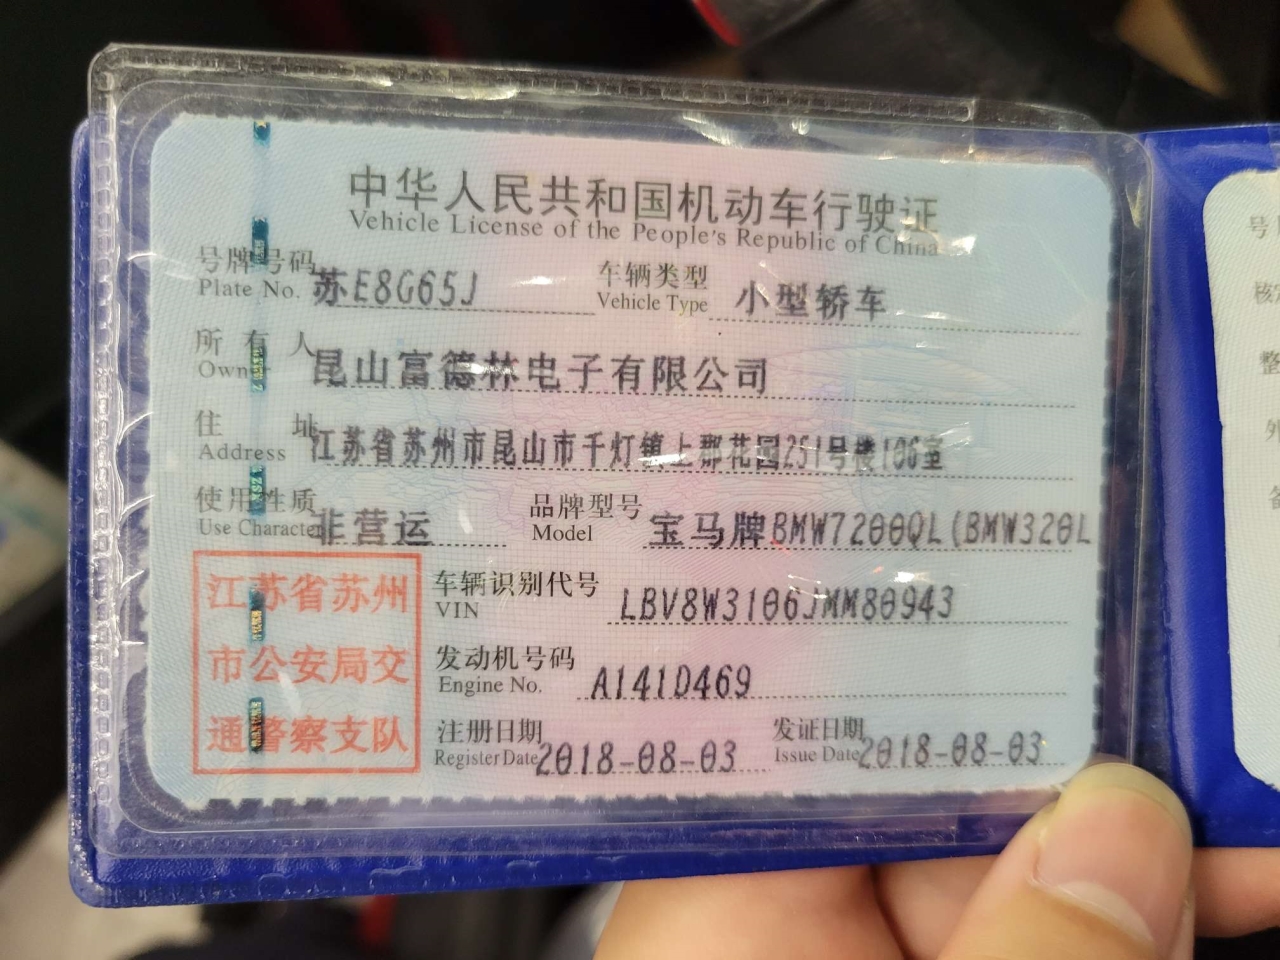 中华人民共和国机动车行驶证
Vehicle License of the People's Republic of China
号牌号码 苏E8G65J 车辆类型 小型轿车
Plate No. Vehicle Type
所有人 昆山富德林电子有限公司
Owner
住址 江苏省苏州市昆山市千灯镇上郡花园251号楼106室
Address
使用性质 非营运 品牌型号 宝马牌BMW7200QL(BMW320L
Use Character Model
江苏省苏州
市公安局交
通警察支队
车辆识别代号 LBV8W3106JMM80943
VIN
发动机号码 A141D469
Engine No.
注册日期 2018-08-03 发证日期 2018-08-03
Register Date Issue Date
号
核
整
外
备